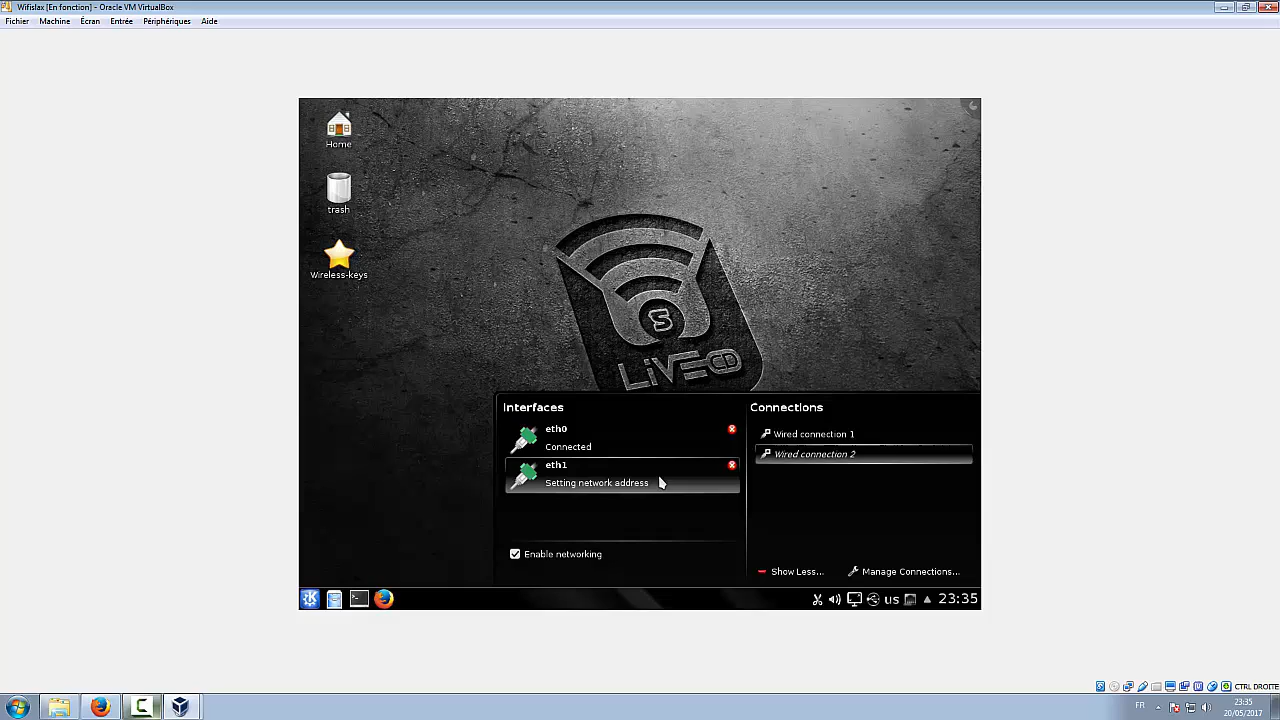 Wifislax [En fonction] - Oracle VM VirtualBox
Fichier Machine Écran Entrée Périphériques Aide
Home
trash
Wireless-keys
S
LIVECD
Interfaces
eth0
Connected
eth1
Setting network address
Enable networking
Connections
Wired connection 1
Wired connection 2
Show Less...
Manage Connections...
us
23:35
CTRL DROITE
FR
23:35
20/05/2017